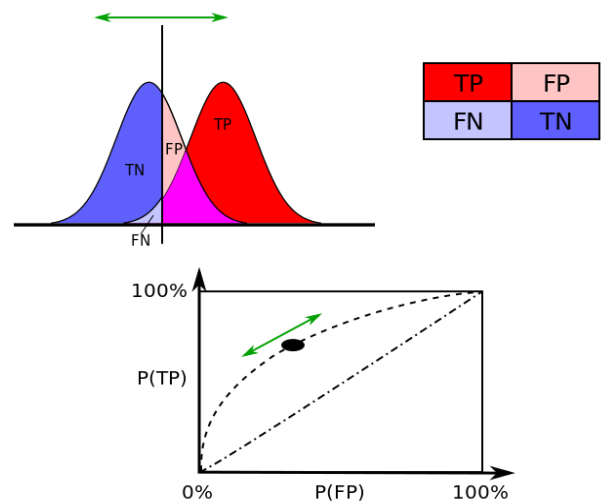 TP FP
FN TN
TP
FP
TN
FN
100%
P(TP)
0% P(FP) 100%